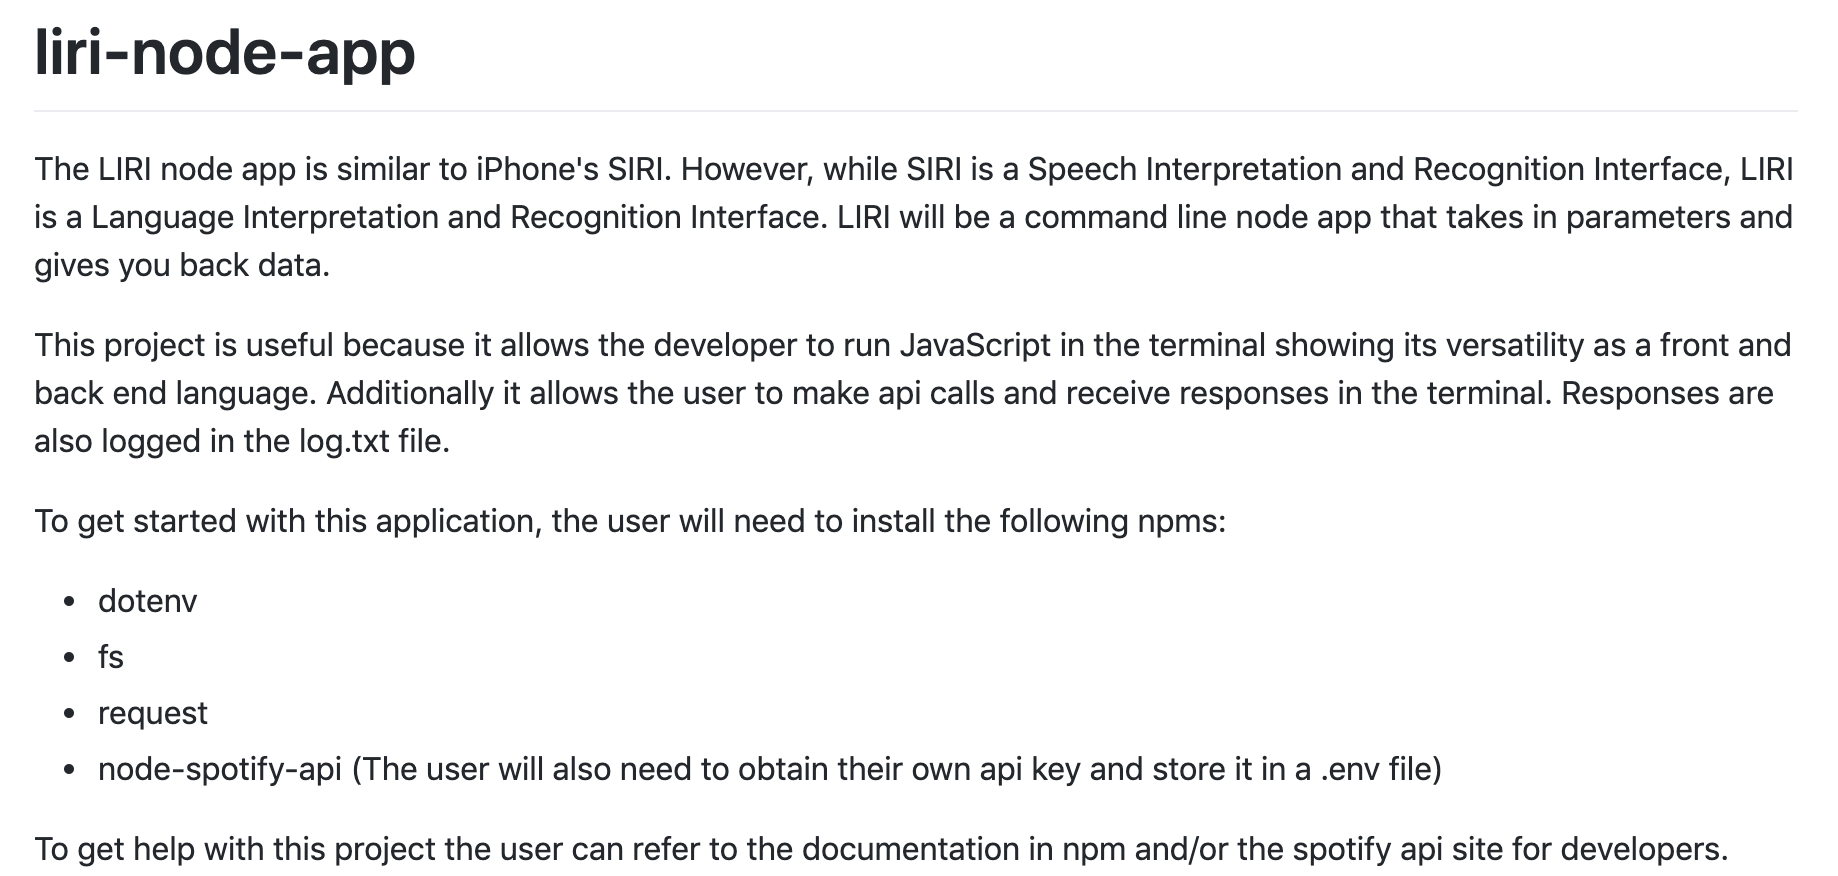 liri-node-app
The LIRI node app is similar to iPhone's SIRI. However, while SIRI is a Speech Interpretation and Recognition Interface, LIRI
is a Language Interpretation and Recognition Interface. LIRI will be a command line node app that takes in parameters and
gives you back data.
This project is useful because it allows the developer to run JavaScript in the terminal showing its versatility as a front and
back end language. Additionally it allows the user to make api calls and receive responses in the terminal. Responses are
also logged in the log.txt file.
To get started with this application, the user will need to install the following npms:
• dotenv
• fs
• request
• node-spotify-api (The user will also need to obtain their own api key and store it in a .env file)
To get help with this project the user can refer to the documentation in npm and/or the spotify api site for developers.